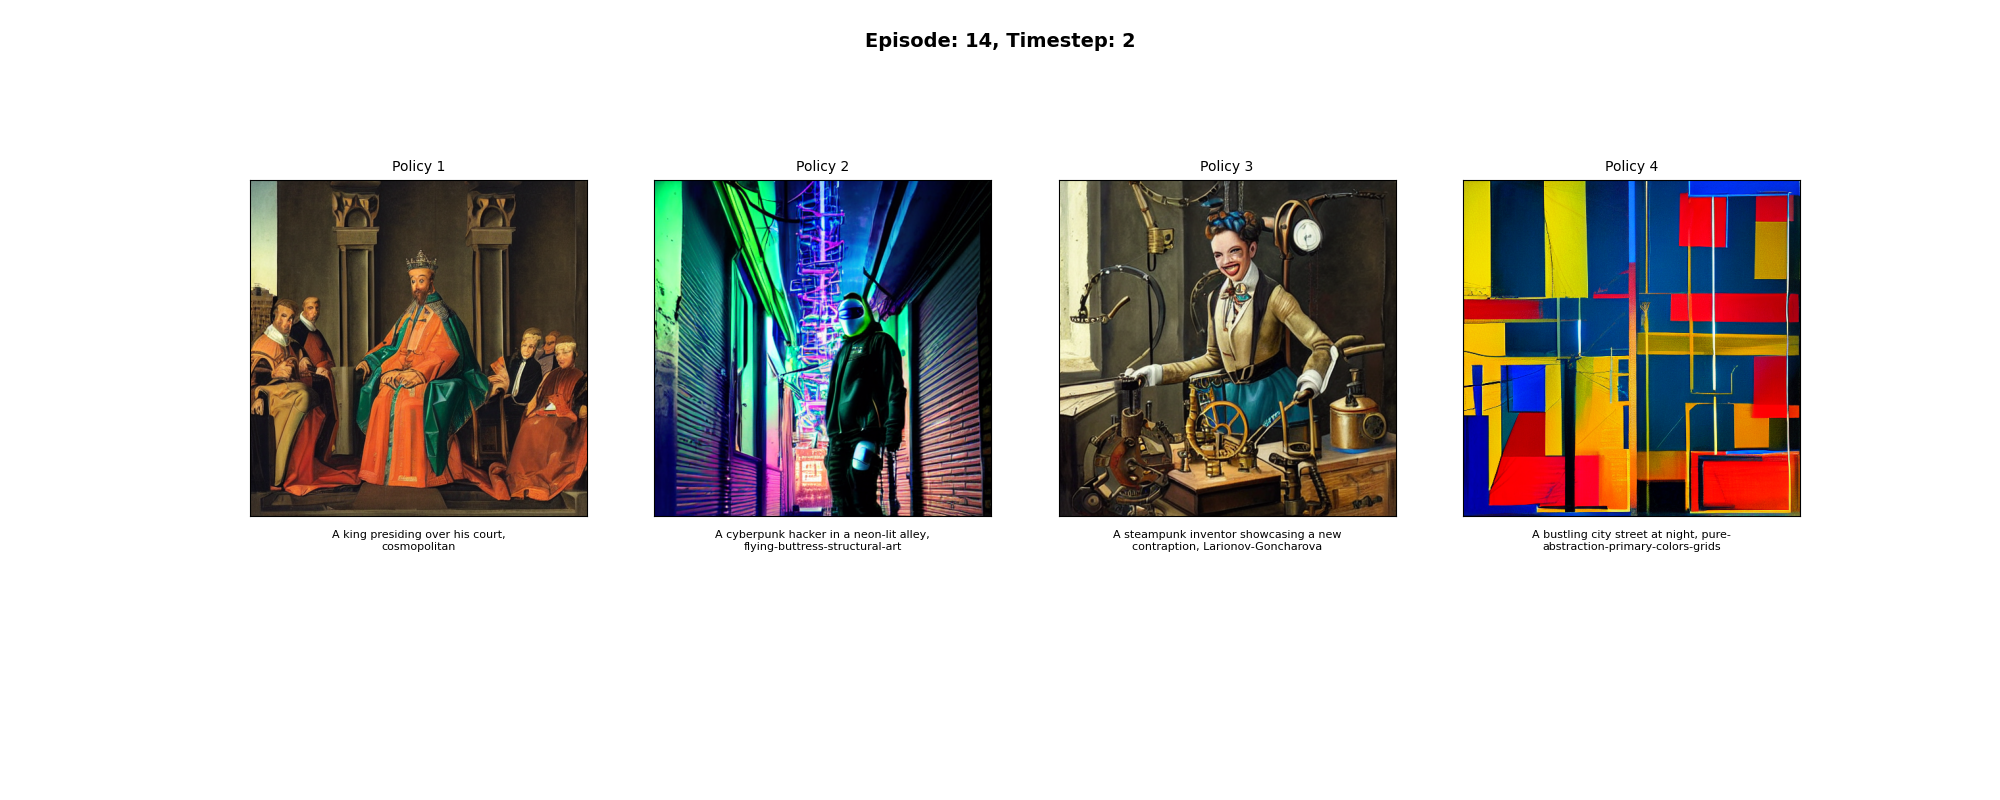 Episode: 14, Timestep: 2
Policy 1
Policy 2
Policy 3
Policy 4
A king presiding over his court,
cosmopolitan
A cyberpunk hacker in a neon-lit alley,
flying-buttress-structural-art
A steampunk inventor showcasing a new
contraption, Larionov-Goncharova
A bustling city street at night, pure-
abstraction-primary-colors-grids